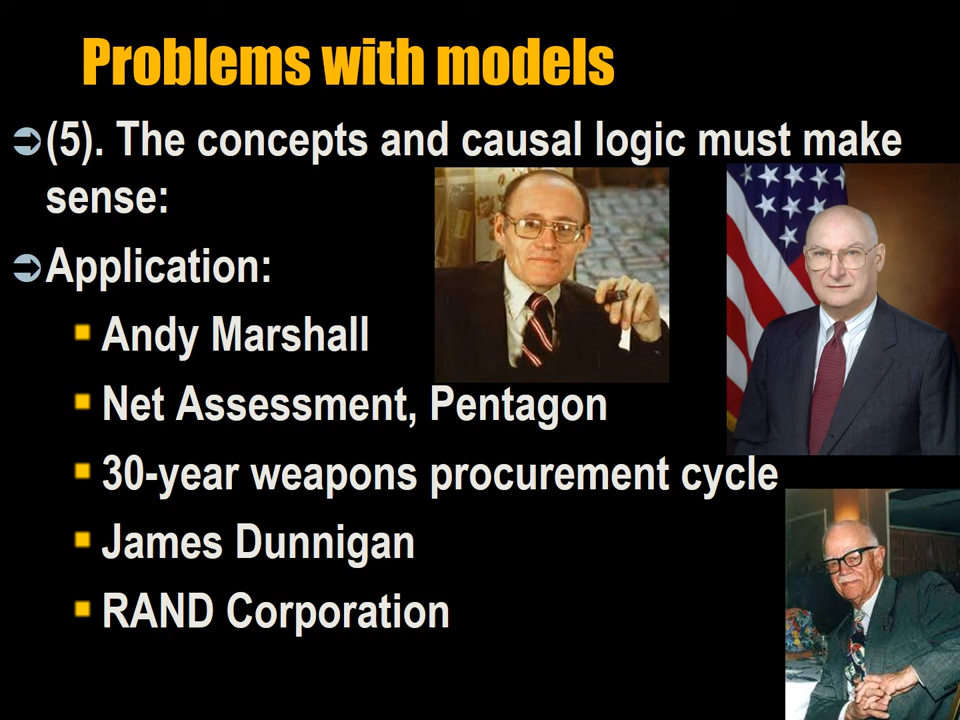 Problems with models
(5). The concepts and causal logic must make
sense:
Application:
Andy Marshall
Net Assessment, Pentagon
30-year weapons procurement cycle
James Dunnigan
RAND Corporation